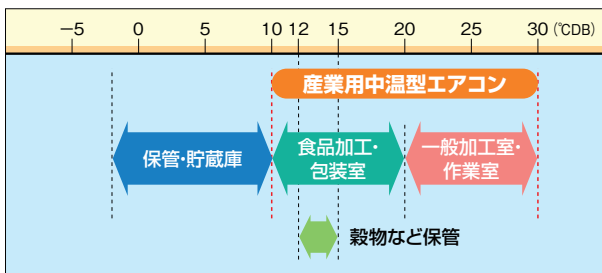 －5 0 5 10 12 15 20 30 (℃DB)
産業用中温型エアコン
保管・貯蔵庫
食品加工・
包装室
一般加工室・
作業室
穀物など保管